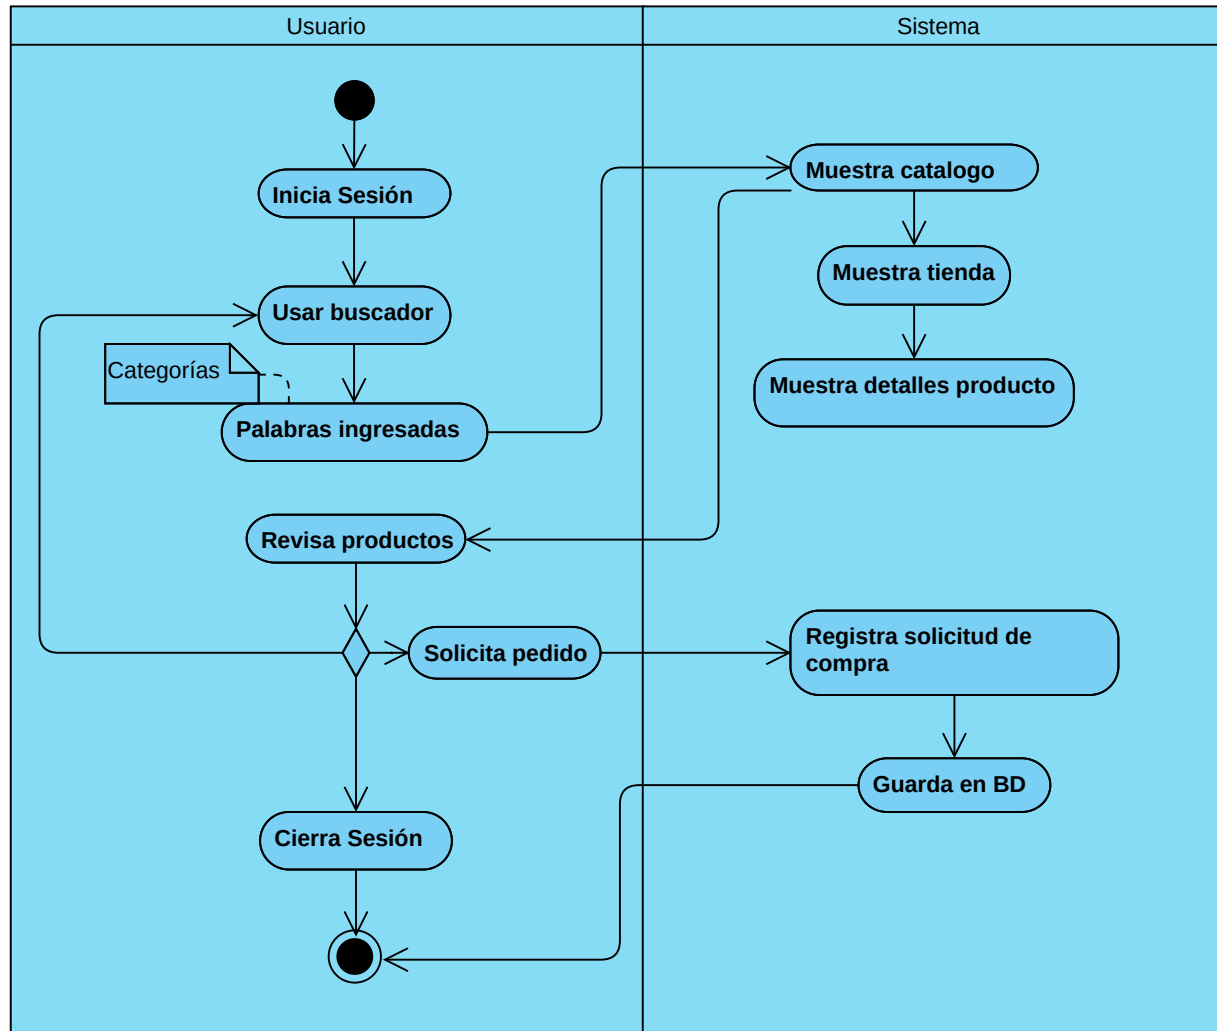 Usuario
Sistema
Inicia Sesión
Muestra catalogo
Muestra tienda
Usar buscador
Categorías
Muestra detalles producto
Palabras ingresadas
Revisa productos
Solicita pedido
Registra solicitud de
compra
Guarda en BD
Cierra Sesión